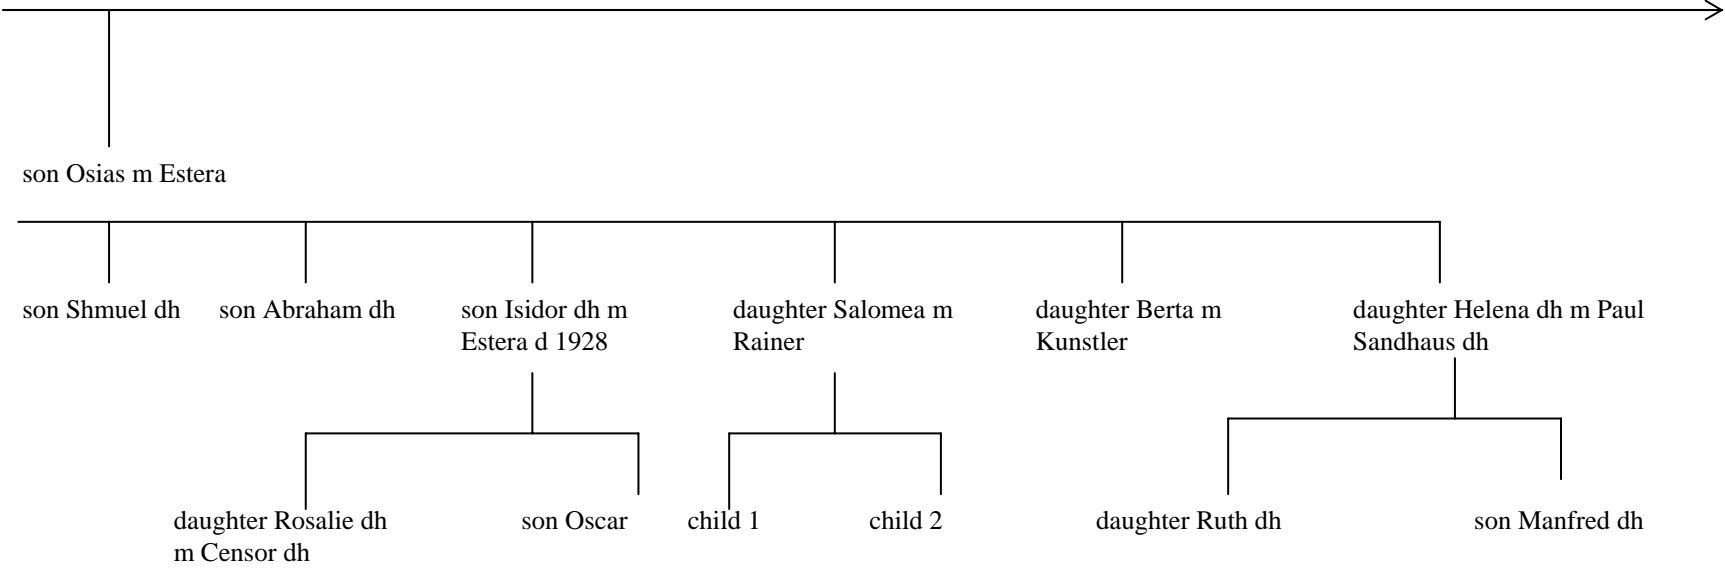 son Osias m Estera
son Shmuel dh
son Abraham dh
son Isidor dh m
Estera d 1928
daughter Salomea m
Rainer
daughter Berta m
Kunstler
daughter Helena dh m Paul
Sandhaus dh
daughter Rosalie dh
m Censor dh
son Oscar
child 1
child 2
daughter Ruth dh
son Manfred dh